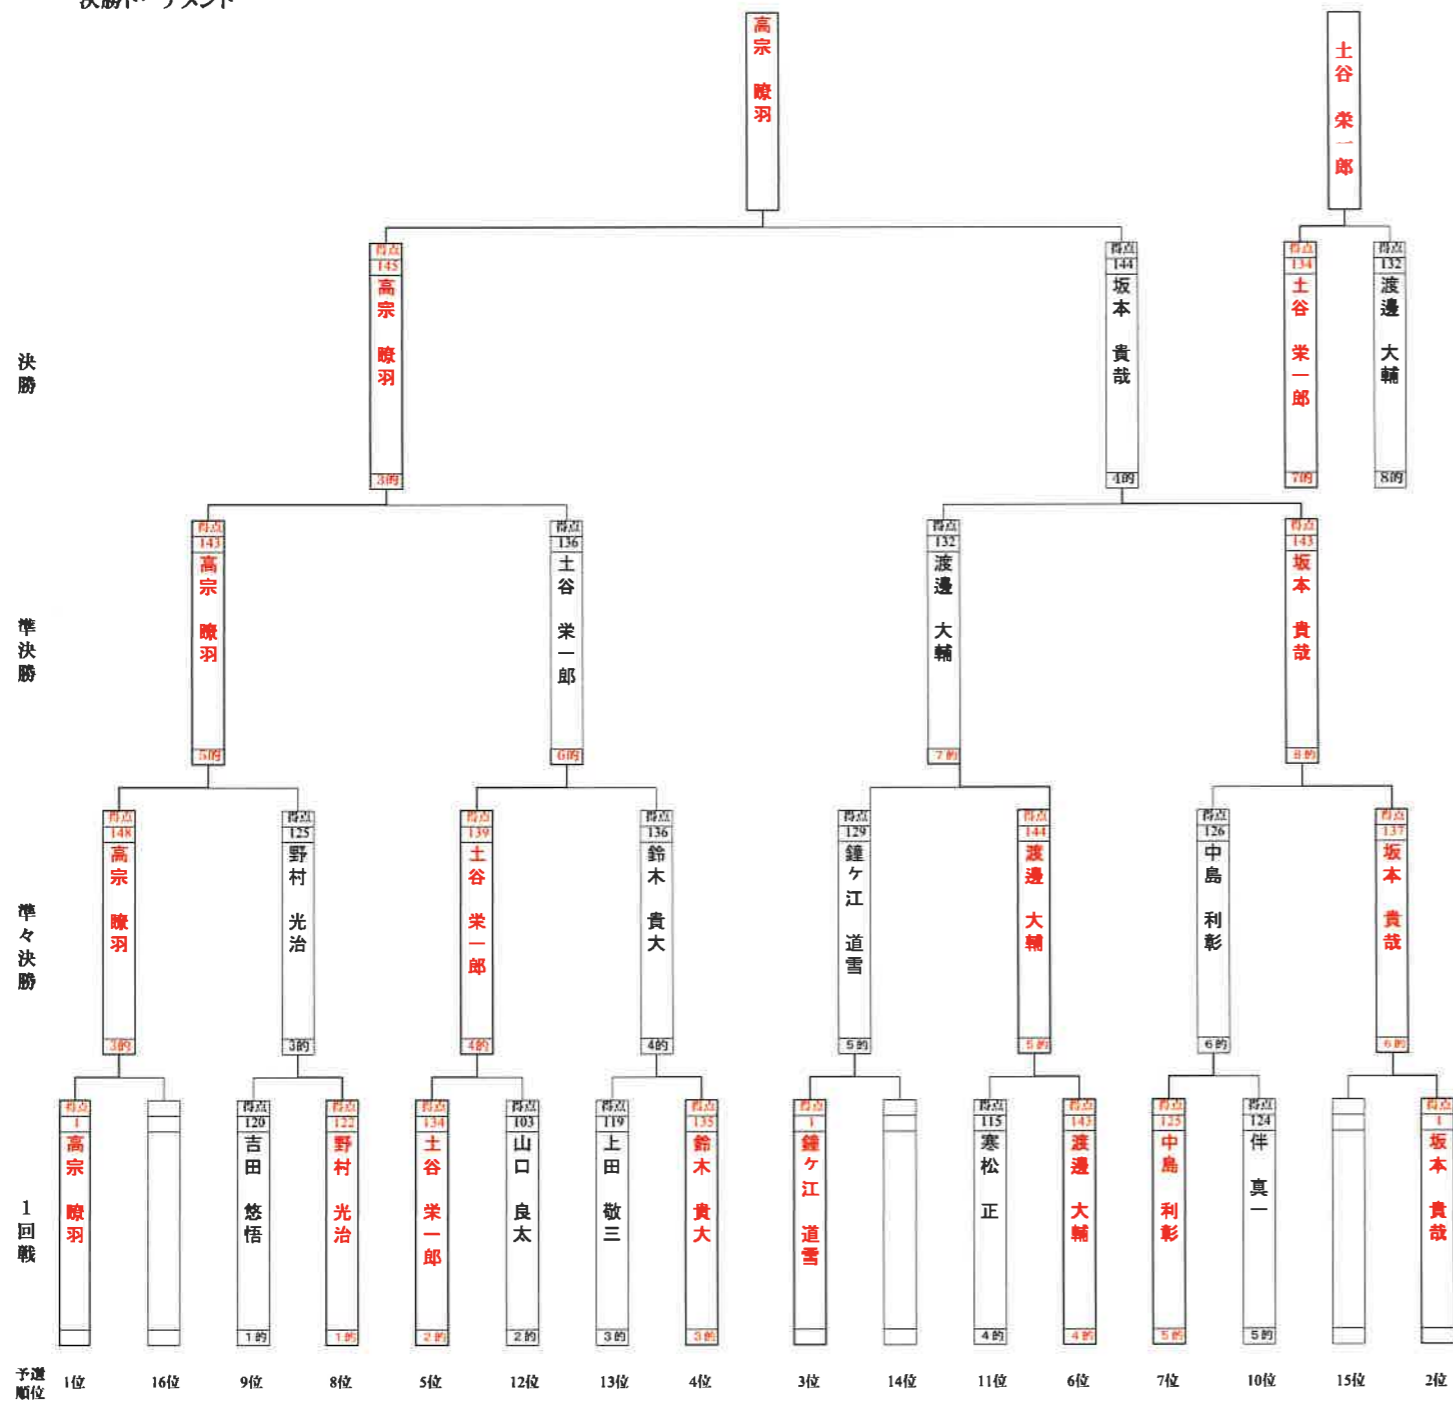 決勝トーナメント
高宗 瞭羽
土谷 栄一郎
決勝
得点 145 高宗 瞭羽 3的
得点 144 坂本 貴哉 4的
得点 134 土谷 栄一郎 7的
得点 132 渡邊 大輔 8的
準決勝
得点 143 高宗 瞭羽 5的
得点 136 土谷 栄一郎 6的
得点 132 渡邊 大輔 7的
得点 143 坂本 貴哉 8的
準々決勝
得点 148 高宗 瞭羽 3的
得点 125 野村 光治 3的
得点 139 土谷 栄一郎 4的
得点 136 鈴木 貴大 4的
得点 129 鐘ケ江 道雪 5的
得点 144 渡邊 大輔 5的
得点 126 中島 利彰 6的
得点 137 坂本 貴哉 6的
1回戦
得点 1 高宗 瞭羽
得点 120 吉田 悠悟 1的
得点 122 野村 光治 1的
得点 134 土谷 栄一郎 2的
得点 103 山口 良太 2的
得点 119 上田 敬三 3的
得点 135 鈴木 貴大 3的
得点 1 鐘ケ江 道雪
得点 115 寒松 正 4的
得点 143 渡邊 大輔 4的
得点 125 中島 利彰 5的
得点 124 伴 真一 5的
得点 1 坂本 貴哉
予選順位 1位 16位 9位 8位 5位 12位 13位 4位 3位 14位 11位 6位 7位 10位 15位 2位